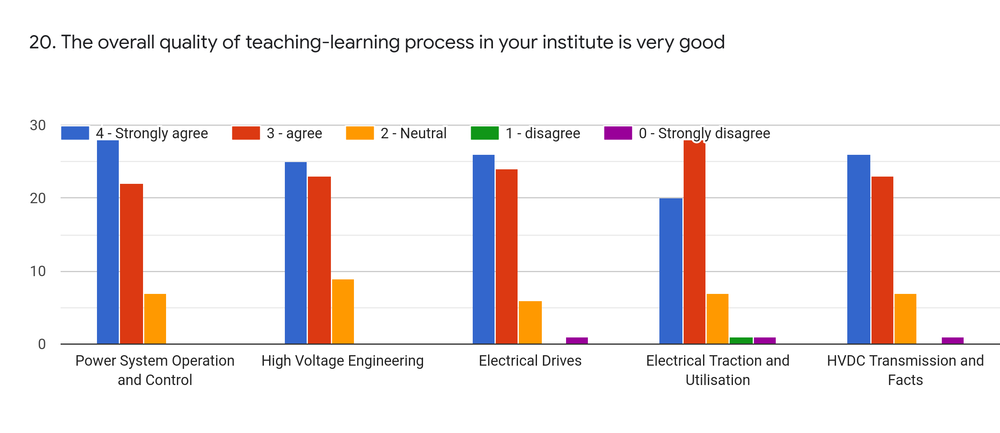 20. The overall quality of teaching-learning process in your institute is very good
30
4 - Strongly agree 3 - agree 2 - Neutral 1 - disagree 0 - Strongly disagree
20
10
0
Power System Operation and Control
High Voltage Engineering
Electrical Drives
Electrical Traction and Utilisation
HVDC Transmission and Facts